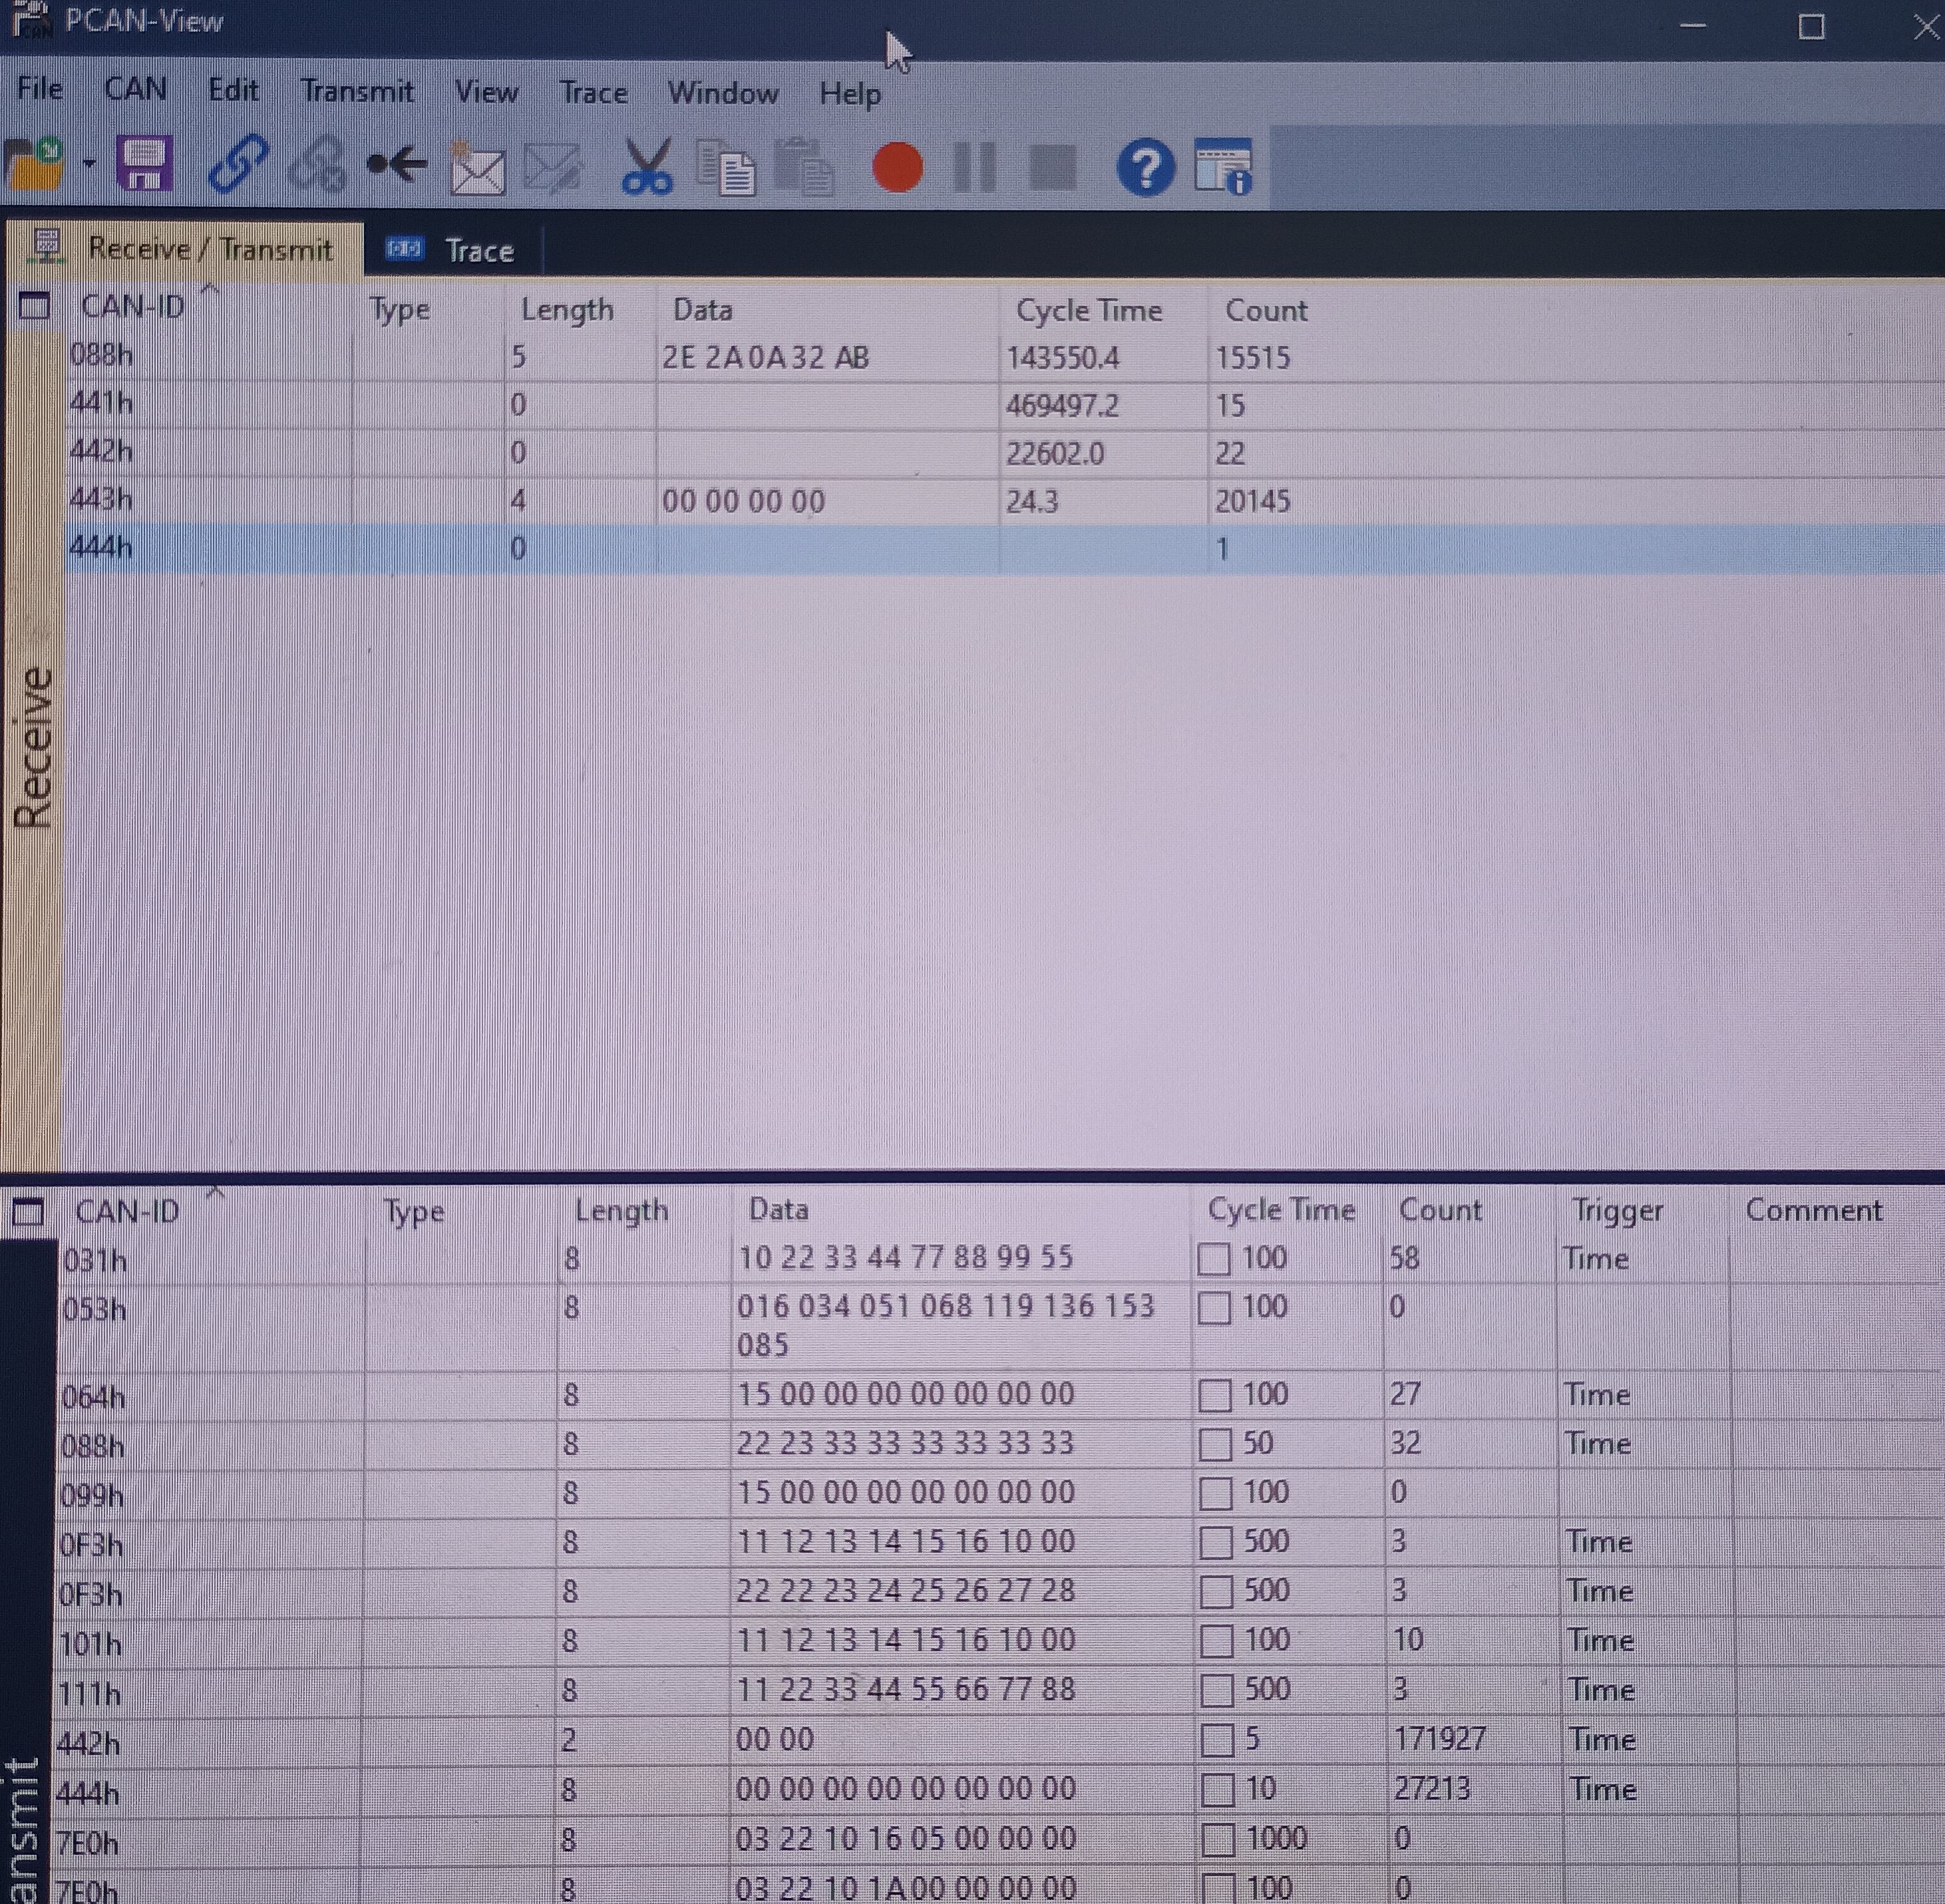 PCAN-View
File CAN Edit Transmit View Trace Window Help
Receive / Transmit Trace
CAN-ID Type Length Data Cycle Time Count
088h 5 2E 2A 0A 32 AB 143550.4 15515
441h 0 469497.2 15
442h 0 22602.0 22
443h 4 00 00 00 00 24.3 20145
444h 0 1
Receive
CAN-ID Type Length Data Cycle Time Count Trigger Comment
031h 8 10 22 33 44 77 88 99 55 100 58 Time
053h 8 016 034 051 068 119 136 153 100 0
085
064h 8 15 00 00 00 00 00 00 00 100 27 Time
088h 8 22 23 33 33 33 33 33 33 50 32 Time
099h 8 15 00 00 00 00 00 00 00 100 0
0F3h 8 11 12 13 14 15 16 10 00 500 3 Time
0F3h 8 22 22 23 24 25 26 27 28 500 3 Time
101h 8 11 12 13 14 15 16 10 00 100 10 Time
111h 8 11 22 33 44 55 66 77 88 500 3 Time
442h 2 00 00 5 171927 Time
444h 8 00 00 00 00 00 00 00 00 10 27213 Time
7E0h 8 03 22 10 16 05 00 00 00 1000 0
7E0h 8 03 22 10 1A 00 00 00 00 100 0
ansmit